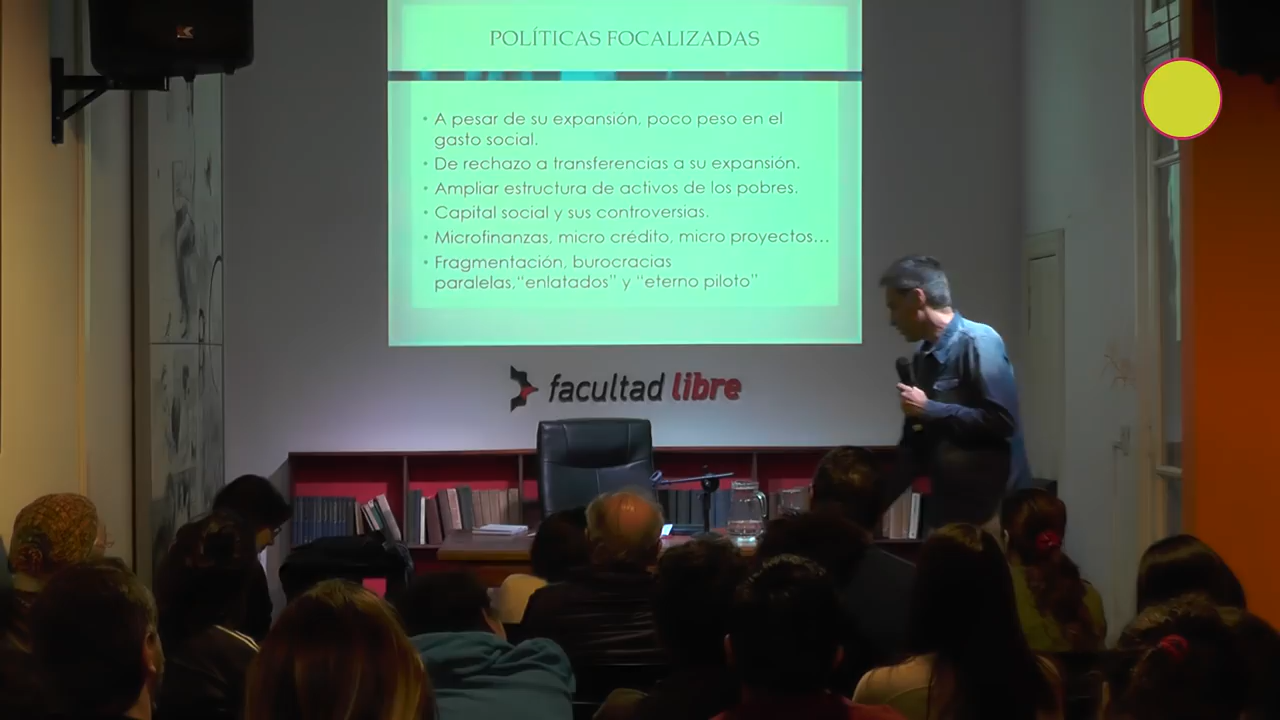 POLÍTICAS FOCALIZADAS
• A pesar de su expansión, poco peso en el
gasto social.
• De rechazo a transferencias a su expansión.
• Ampliar estructura de activos de los pobres.
• Capital social y sus controversias.
• Microfinanzas, micro crédito, micro proyectos...
• Fragmentación, burocracias
paralelas,"enlatados" y "eterno piloto"
facultad libre